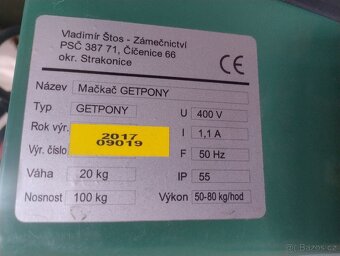 Vladimír Štos - Zámečnictví
PSČ 387 71, Čičenice 66
okr. Strakonice
CE
Název Mačkač GETPONY
Typ GETPONY U 400 V
Rok výr. 2017 I 1,1 A
Výr. číslo 09019 F 50 Hz
Váha 20 kg IP 55
Nosnost 100 kg Výkon 50-80 kg/hod